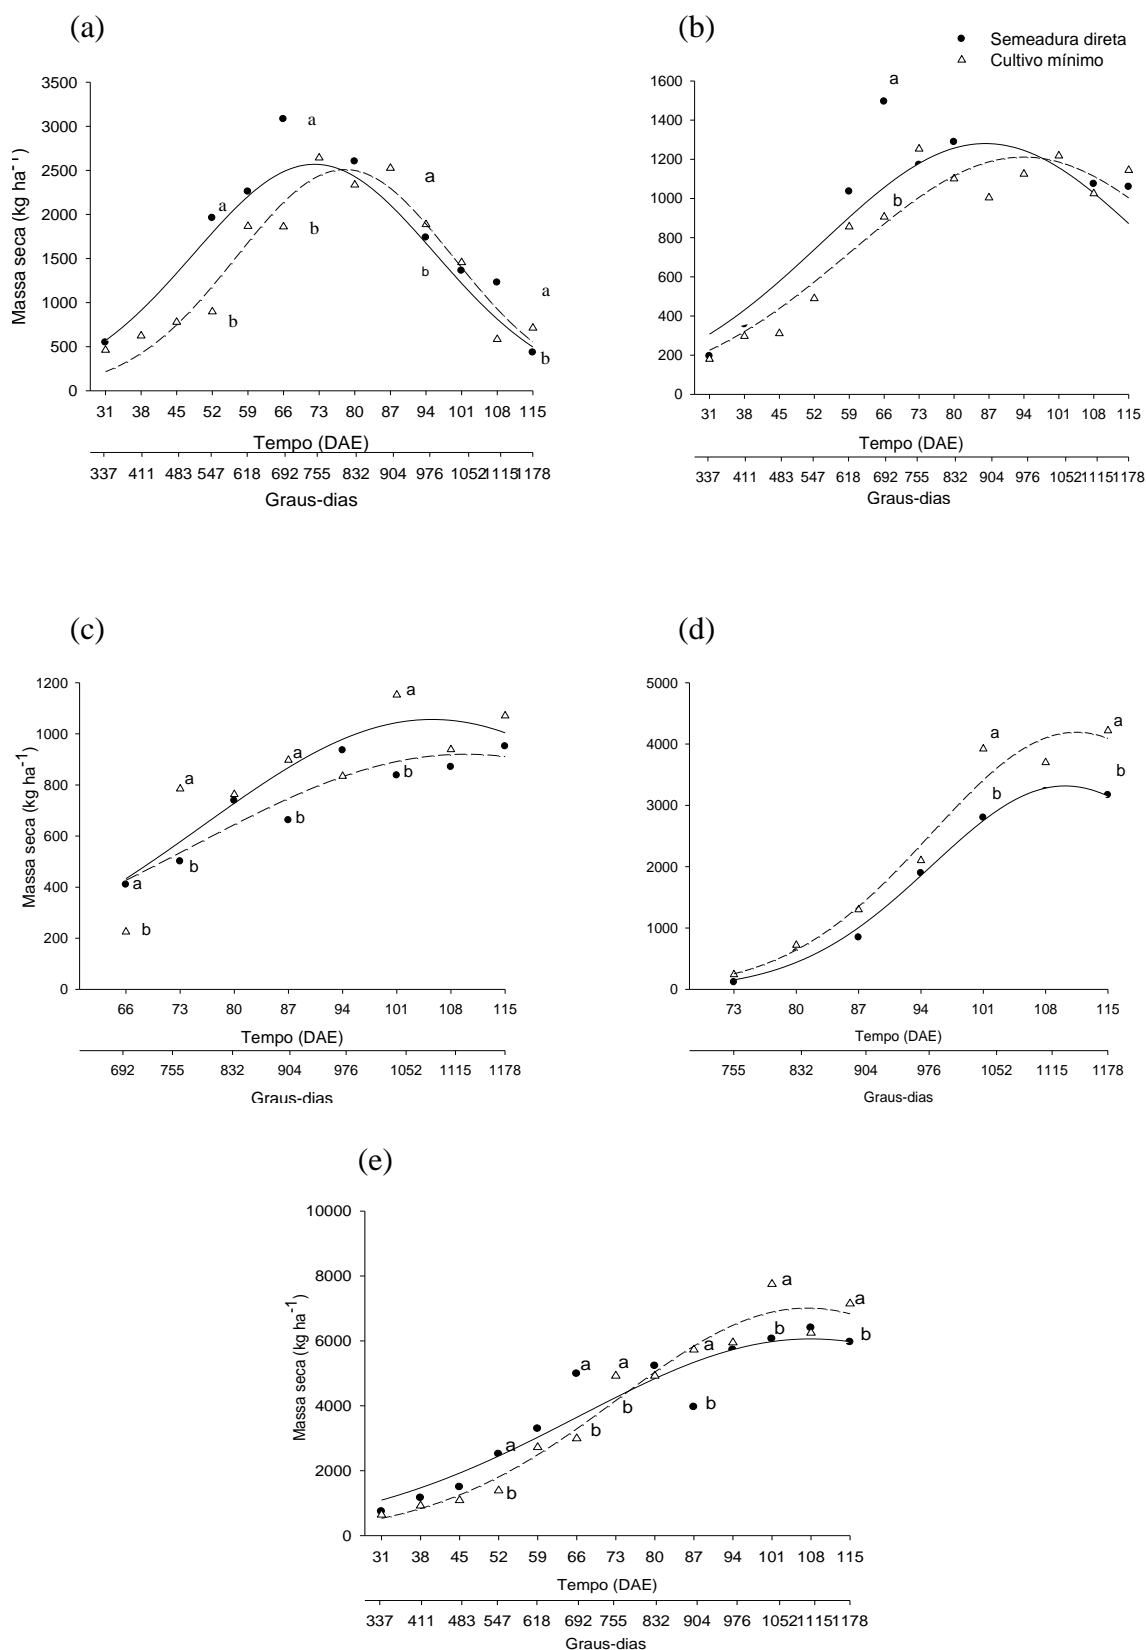 (a)
Massa seca (kg ha⁻¹)
3500
3000
2500
2000
1500
1000
500
0
a
a
a
b
b
b
a
b
31 38 45 52 59 66 73 80 87 94 101 108 115
Tempo (DAE)
337 411 483 547 618 692 755 832 904 976 1052 1115 1178
Graus-dias
(b)
Semeadura direta
Cultivo mínimo
1600
1400
1200
1000
800
600
400
200
0
a
b
31 38 45 52 59 66 73 80 87 94 101 108 115
Tempo (DAE)
337 411 483 547 618 692 755 832 904 976 1052 1115 1178
Graus-dias
(c)
Massa seca (kg ha⁻¹)
1200
1000
800
600
400
200
0
a
a
a
b
b
b
a
b
66 73 80 87 94 101 108 115
Tempo (DAE)
692 755 832 904 976 1052 1115 1178
Graus-dias
(d)
5000
4000
3000
2000
1000
0
a
a
b
b
73 80 87 94 101 108 115
Tempo (DAE)
755 832 904 976 1052 1115 1178
Graus-dias
(e)
Massa seca (kg ha⁻¹)
10000
8000
6000
4000
2000
0
a
a
b
b
a
a
a
b
b
b
a
b
31 38 45 52 59 66 73 80 87 94 101 108 115
Tempo (DAE)
337 411 483 547 618 692 755 832 904 976 1052 1115 1178
Graus-dias